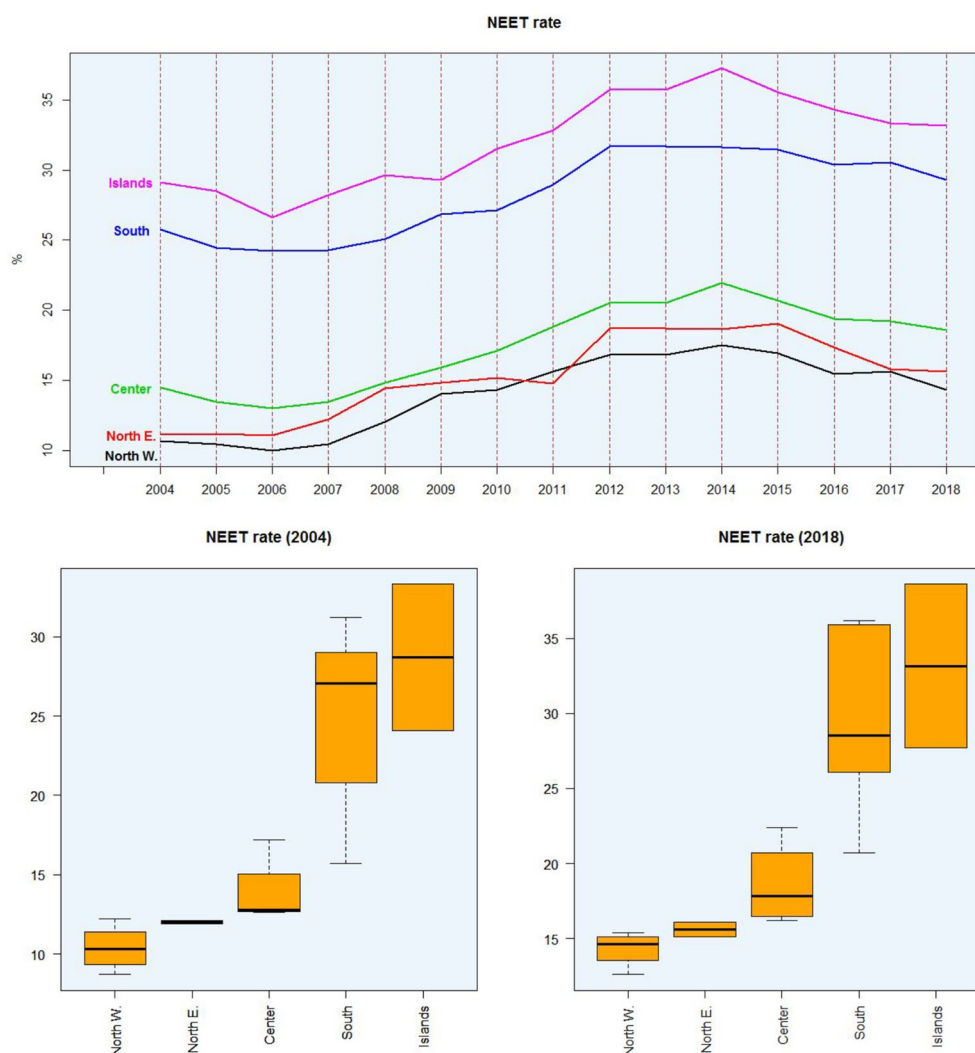 NEET rate
%
35
30
25
20
15
10
Islands
South
Center
North E.
North W.
2004 2005 2006 2007 2008 2009 2010 2011 2012 2013 2014 2015 2016 2017 2018
NEET rate (2004)
30
25
20
15
10
North W. North E. Center South Islands
NEET rate (2018)
35
30
25
20
15
North W. North E. Center South Islands